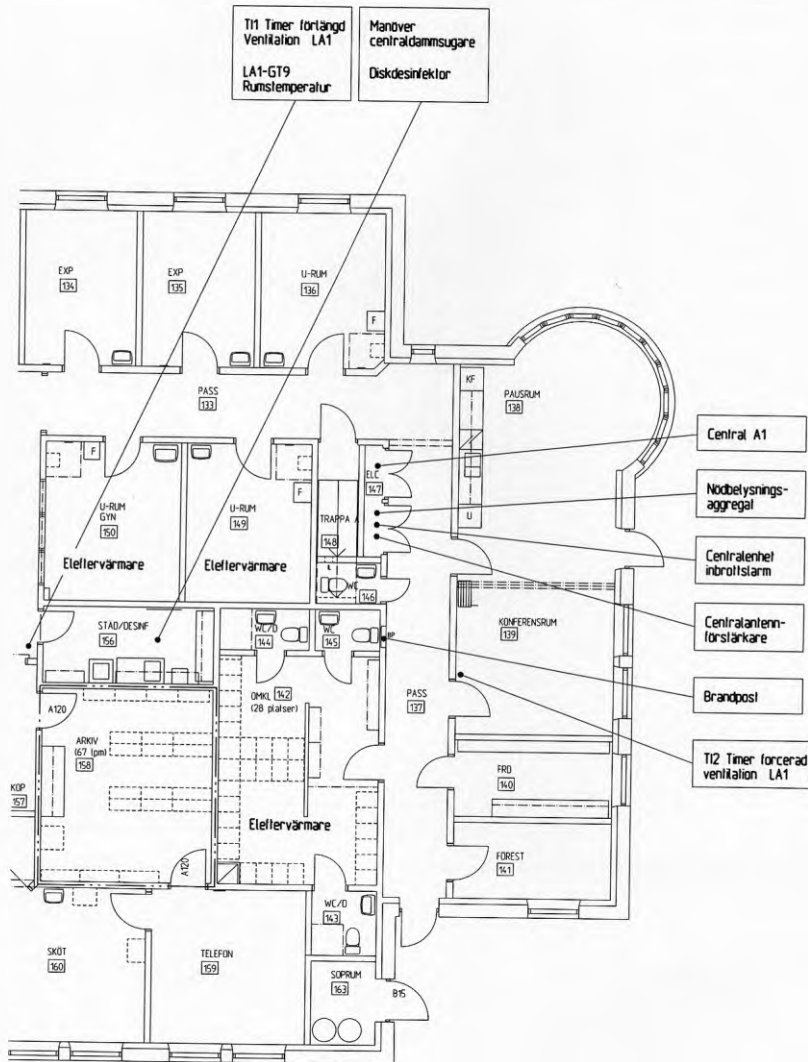 TI1 Timer förlängd
Ventilation LA1
LA1-GT9
Rumstemperatur
Manöver
centraldammsugare
Diskdesinfektor
EXP
134
EXP
135
U-RUM
136
F
PASS
133
KF
PAUSRUM
138
U
Central A1
Nödbelysnings-
aggregat
Centralenhet
inbrottslarm
Centralantenn-
förstärkare
Brandpost
TI2 Timer forcerad
ventilation LA1
F
U-RUM
GYN
150
Eleftervärmare
U-RUM
149
F
Eleftervärmare
ELC
147
TRAPPA A
148
WC
146
STÄD/DESINF
156
WC/D
144
WC
145
BP
KONFERENSRUM
139
OMKL 142
(28 platser)
PASS
137
A120
ARKIV
(67 lpm)
158
KOP
157
FRD
140
Eleftervärmare
A120
FÖREST
141
WC/D
143
SKÖT
160
TELEFON
159
SOPRUM
163
B15